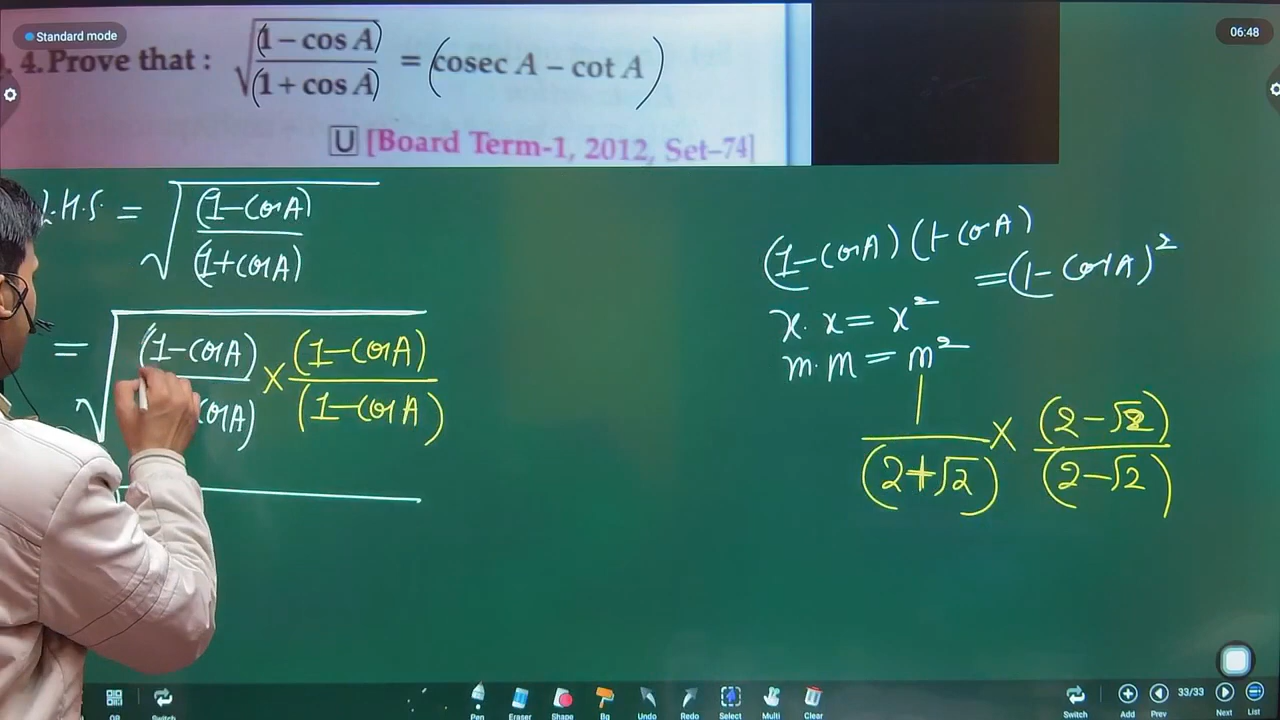 Standard mode
06:48
4. Prove that : √((1 – cos A)/(1 + cos A)) = (cosec A – cot A)
U [Board Term-1, 2012, Set–74]
L.H.S = √((1-cosA)/(1+cosA))
= √((1-cosA)/ cosA) × (1-cosA)/(1-cosA))
(1-cosA)(1-cosA)
=(1-cosA)²
x. x = x²
m. m = m²
1/(2+√2) × (2-√2)/(2-√2)
QR
Switch
Pen
Eraser
Shape
Bg
Undo
Redo
Select
Multi
Clear
Switch
Add
Prev
33/33
Next
List